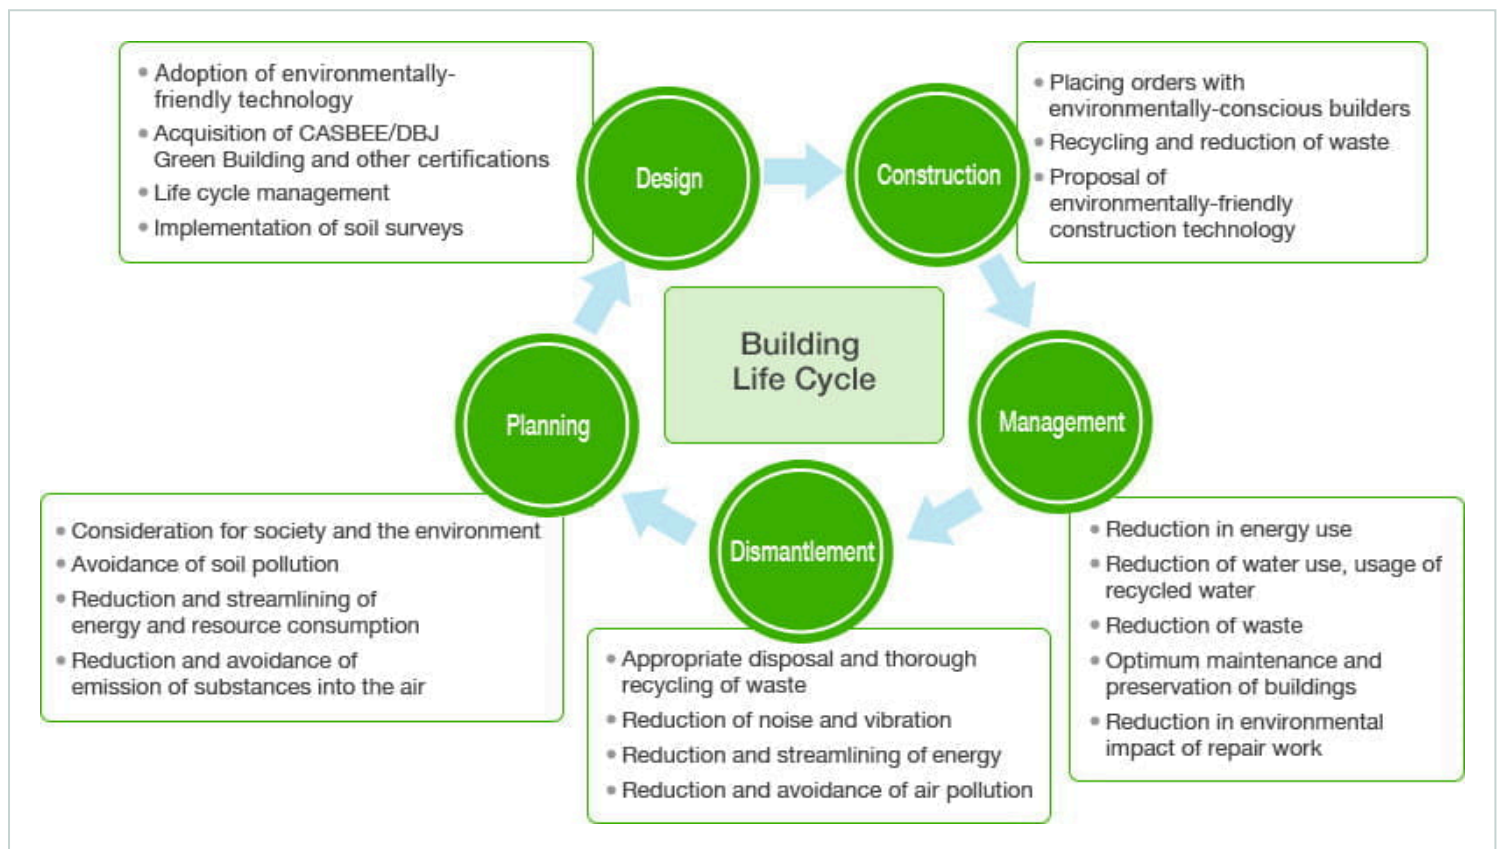 • Adoption of environmentally-
friendly technology
• Acquisition of CASBEE/DBJ
Green Building and other certifications
• Life cycle management
• Implementation of soil surveys
Design
Construction
• Placing orders with
environmentally-conscious builders
• Recycling and reduction of waste
• Proposal of
environmentally-friendly
construction technology
Building
Life Cycle
Planning
Management
Dismantlement
• Consideration for society and the environment
• Avoidance of soil pollution
• Reduction and streamlining of
energy and resource consumption
• Reduction and avoidance of
emission of substances into the air
• Appropriate disposal and thorough
recycling of waste
• Reduction of noise and vibration
• Reduction and streamlining of energy
• Reduction and avoidance of air pollution
• Reduction in energy use
• Reduction of water use, usage of
recycled water
• Reduction of waste
• Optimum maintenance and
preservation of buildings
• Reduction in environmental
impact of repair work